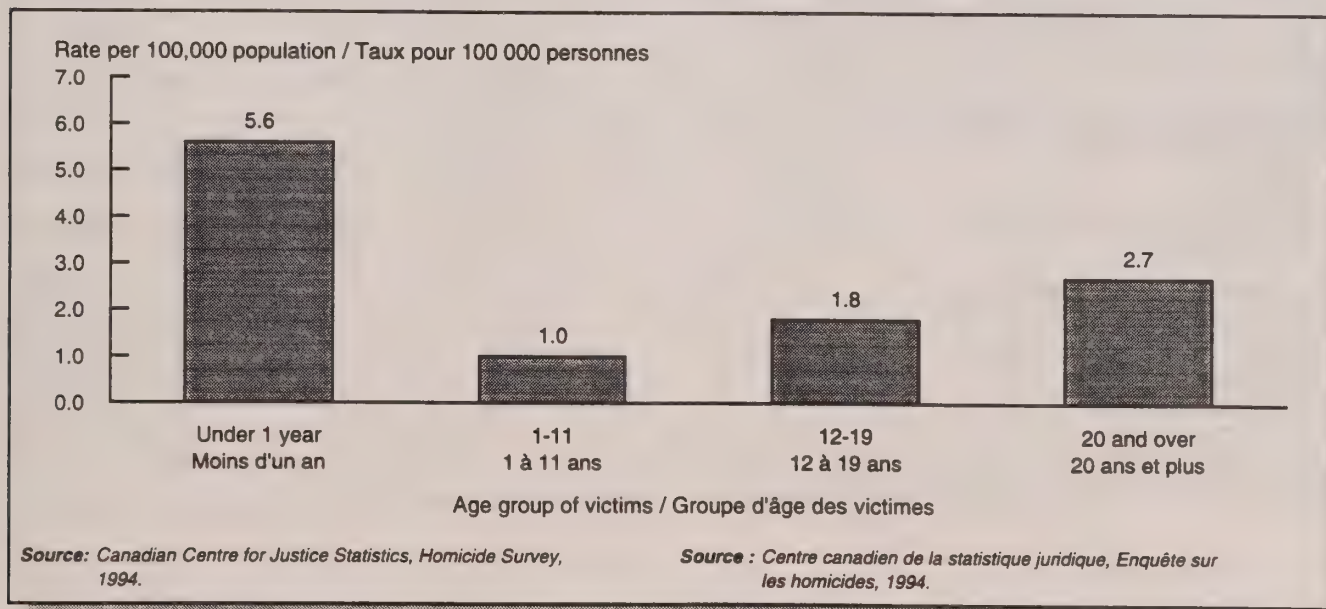 Rate per 100,000 population / Taux pour 100 000 personnes
7.0
6.0
5.0
4.0
3.0
2.0
1.0
0.0
5.6
1.0
1.8
2.7
Under 1 year
Moins d'un an
1-11
1 à 11 ans
12-19
12 à 19 ans
20 and over
20 ans et plus
Age group of victims / Groupe d'âge des victimes
Source: Canadian Centre for Justice Statistics, Homicide Survey,
1994.
Source : Centre canadien de la statistique juridique, Enquête sur
les homicides, 1994.